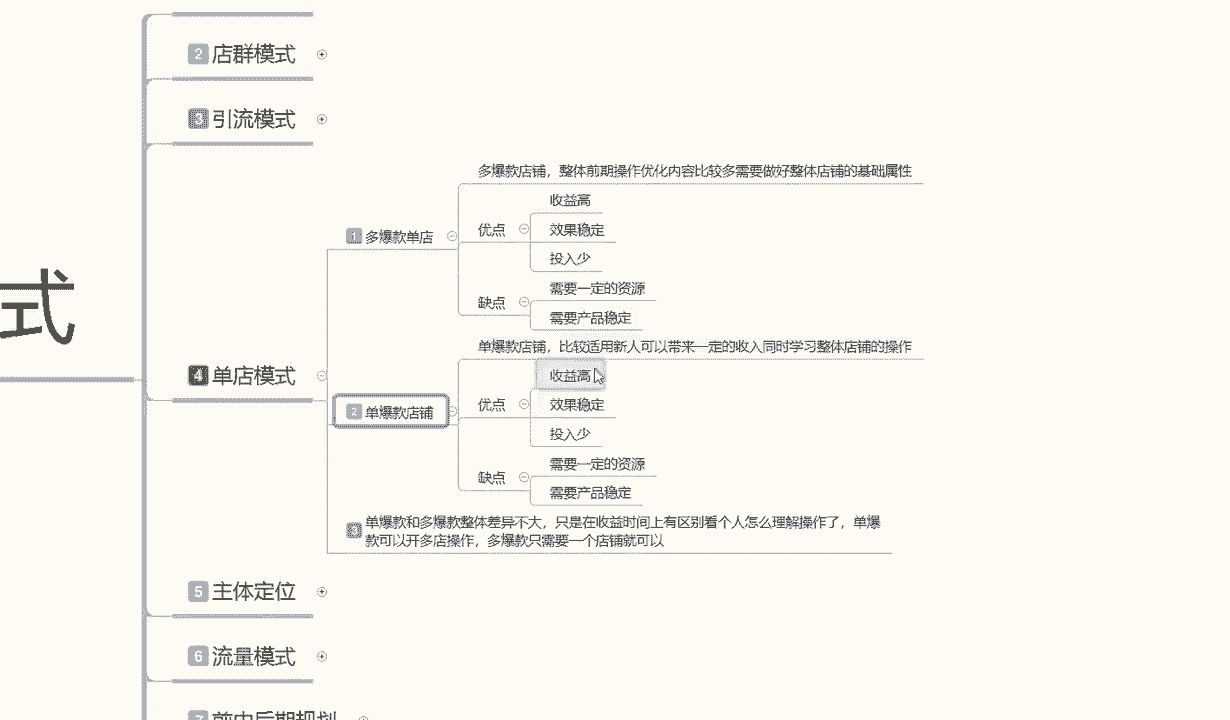 2 店群模式
3 引流模式
多爆款店铺，整体前期操作优化内容比较多需要做好整体店铺的基础属性
收益高
1 多爆款单店
优点
效果稳定
投入少
需要一定的资源
缺点
需要产品稳定
式
单爆款店铺，比较适用新人可以带来一定的收入同时学习整体店铺的操作
4 单店模式
收益高
2 单爆款店铺
优点
效果稳定
投入少
需要一定的资源
缺点
需要产品稳定
3 单爆款和多爆款整体差异不大，只是在收益时间上有区别看个人怎么理解操作了，单爆
款可以开多店操作，多爆款只需要一个店铺就可以
5 主体定位
6 流量模式